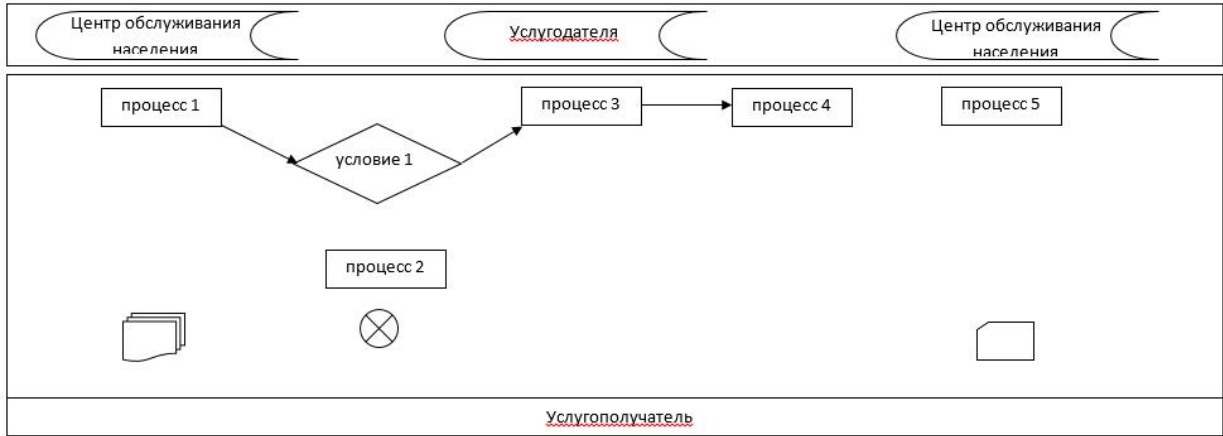 Центр обслуживания
населения
Услугодателя
Центр обслуживания
населения
процесс 1
процесс 3
процесс 4
процесс 5
условие 1
процесс 2
Услугополучатель